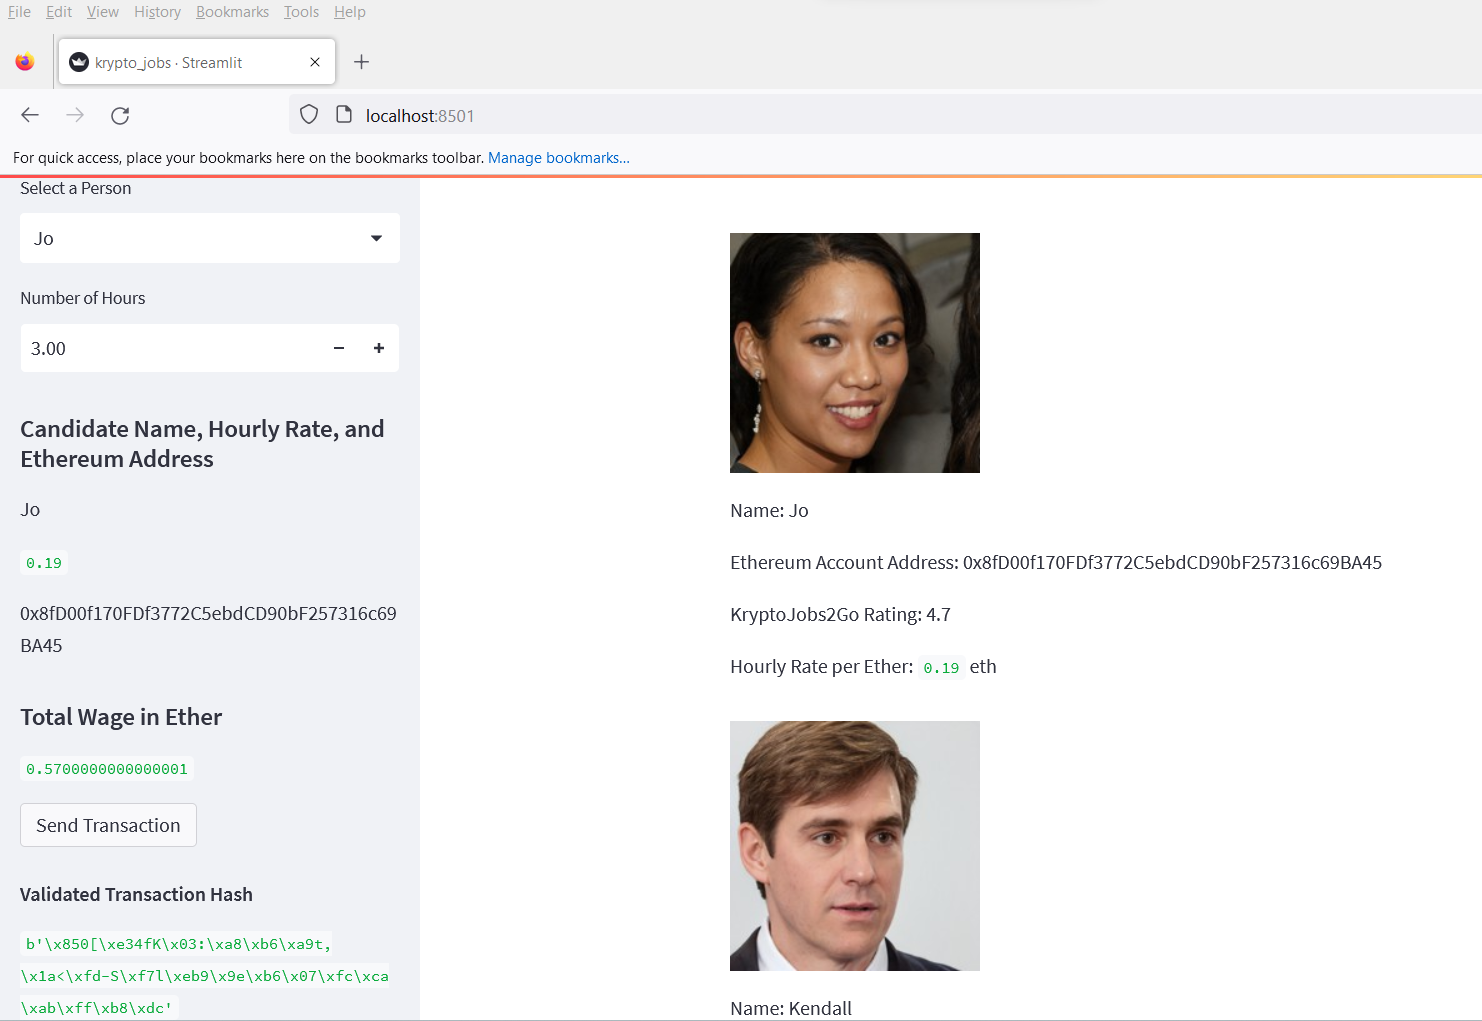 File Edit View History Bookmarks Tools Help
krypto_jobs · Streamlit
localhost:8501
For quick access, place your bookmarks here on the bookmarks toolbar. Manage bookmarks...
Select a Person
Jo
Number of Hours
3.00
Candidate Name, Hourly Rate, and
Ethereum Address
Jo
0.19
0x8fD00f170FDf3772C5ebdCD90bF257316c69
BA45
Total Wage in Ether
0.5700000000000001
Send Transaction
Validated Transaction Hash
b'\x850[\xe34fK\x03:\xa8\xb6\xa9t,
\x1a<\xfd-S\xf7l\xeb9\x9e\xb6\x07\xfc\xca
\xab\xff\xb8\xdc'
Name: Jo
Ethereum Account Address: 0x8fD00f170FDf3772C5ebdCD90bF257316c69BA45
KryptoJobs2Go Rating: 4.7
Hourly Rate per Ether: 0.19 eth
Name: Kendall